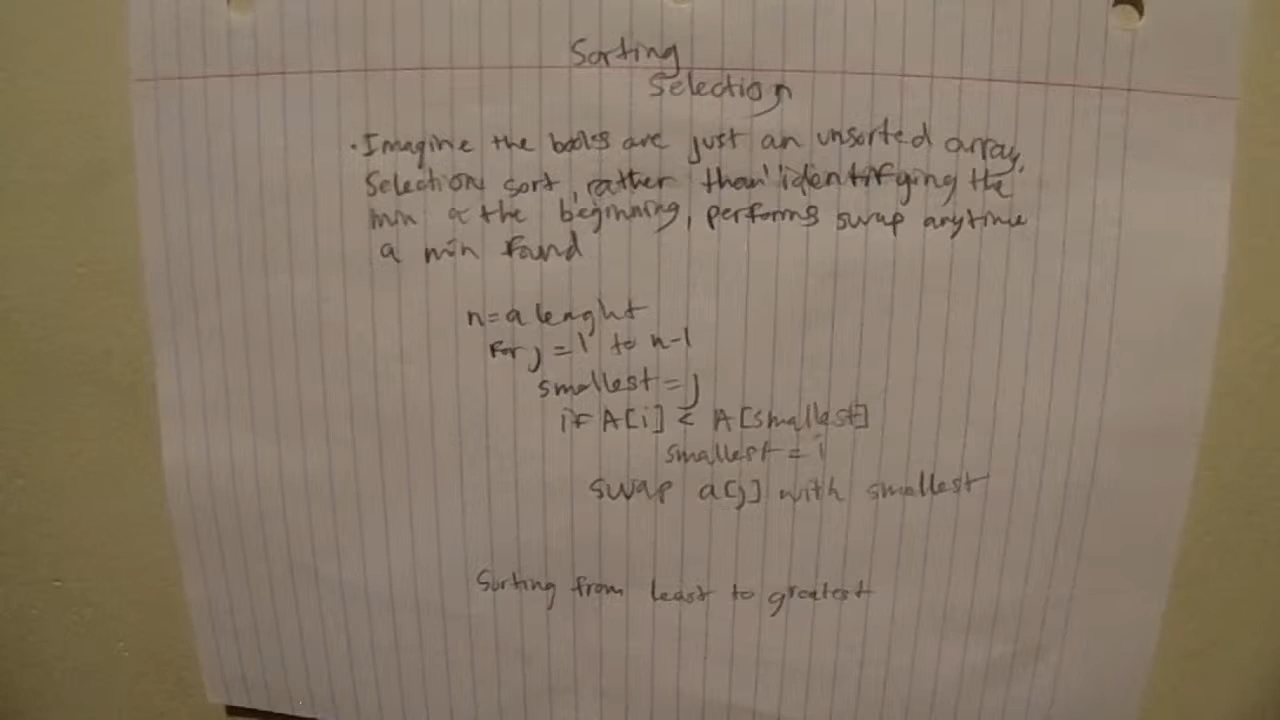 Sorting
Selection
• Imagine the books are just an unsorted array,
Selection sort, rather than identifying the
min at the beginning, performs swap anytime
a min found
n = a lenght
For j = 1 to n-1
smallest = j
if A[i] < A[smallest]
smallest = i
swap a[j] with smallest
Sorting from least to greatest